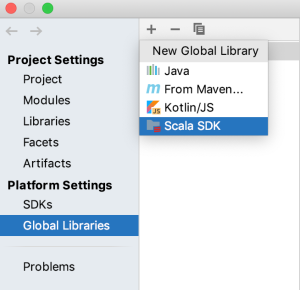 Project Settings
Project
Modules
Libraries
Facets
Artifacts
Platform Settings
SDKs
Global Libraries
Problems
New Global Library
Java
From Maven...
Kotlin/JS
Scala SDK